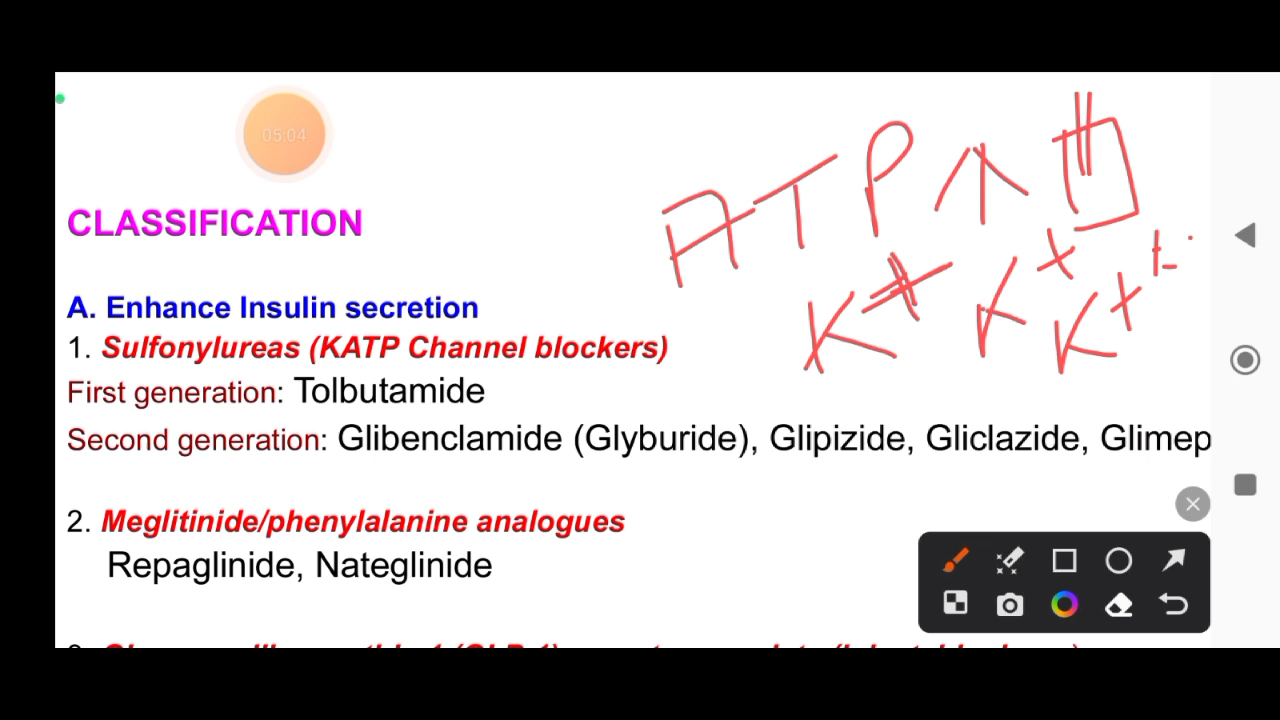 05:04
ATP ↑
K⁺ K⁺ K⁺
CLASSIFICATION
A. Enhance Insulin secretion
1. Sulfonylureas (KATP Channel blockers)
First generation: Tolbutamide
Second generation: Glibenclamide (Glyburide), Glipizide, Gliclazide, Glimep
2. Meglitinide/phenylalanine analogues
Repaglinide, Nateglinide